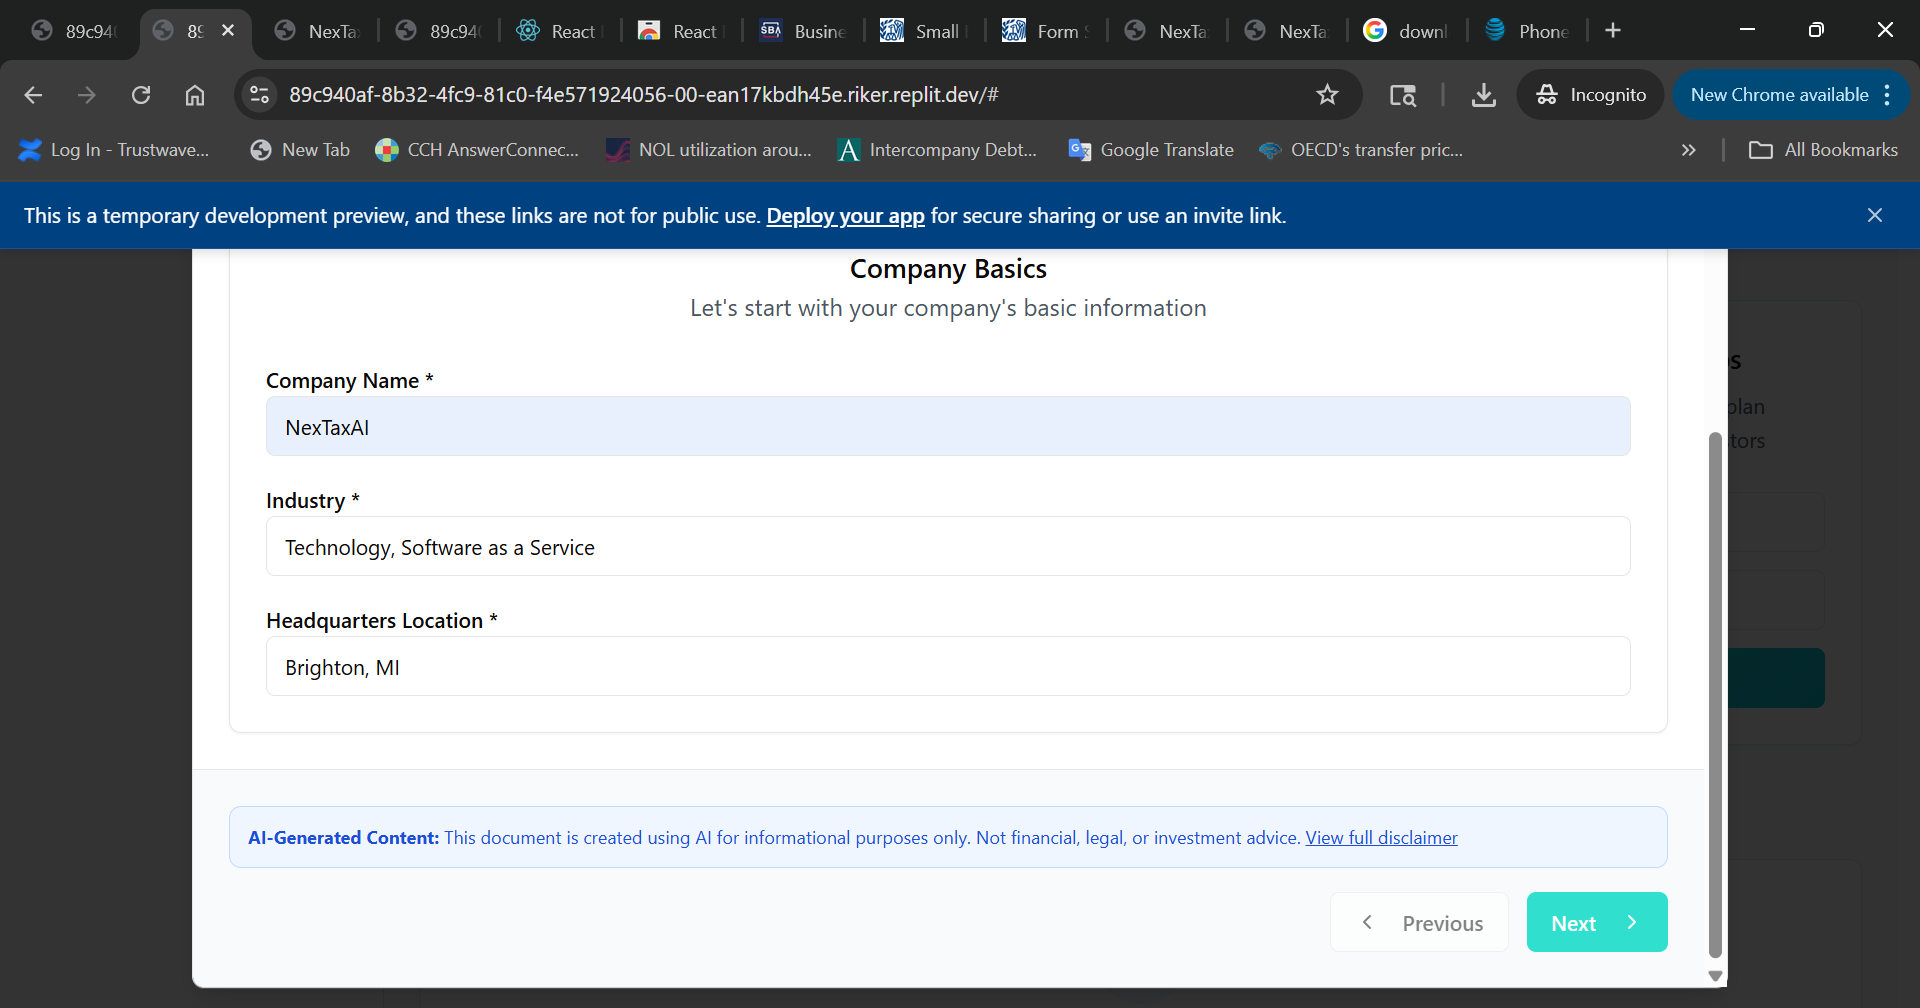 89c94
89
NexTa
89c94
React
React
SBA Busine
Small
Form
NexTa
NexTa
downl
Phone
89c940af-8b32-4fc9-81c0-f4e571924056-00-ean17kbdh45e.riker.replit.dev/#
Incognito
New Chrome available
Log In - Trustwave...
New Tab
CCH AnswerConnec...
NOL utilization arou...
Intercompany Debt...
Google Translate
OECD's transfer pric...
All Bookmarks
This is a temporary development preview, and these links are not for public use. Deploy your app for secure sharing or use an invite link.
Company Basics
Let's start with your company's basic information
Company Name *
NexTaxAI
Industry *
Technology, Software as a Service
Headquarters Location *
Brighton, MI
plan
tors
AI-Generated Content: This document is created using AI for informational purposes only. Not financial, legal, or investment advice. View full disclaimer
Previous
Next